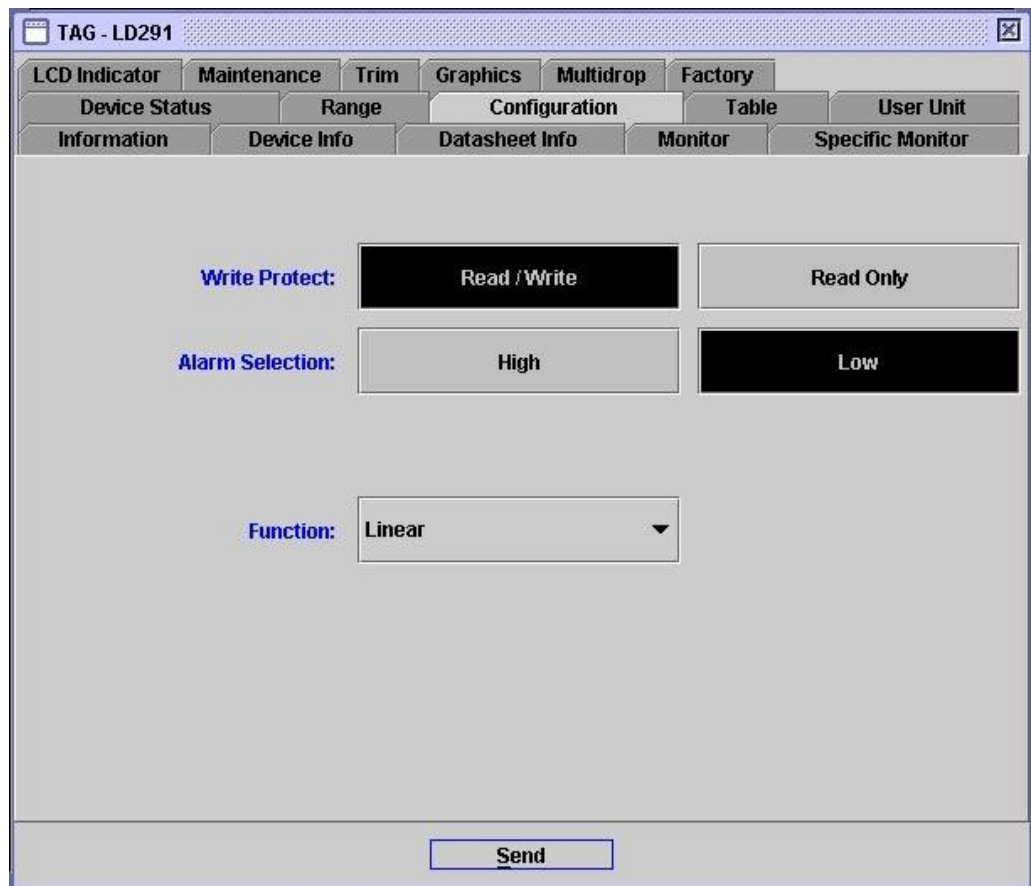 TAG - LD291
LCD Indicator Maintenance Trim Graphics Multidrop Factory
Device Status Range Configuration Table User Unit
Information Device Info Datasheet Info Monitor Specific Monitor
Write Protect: Read / Write Read Only
Alarm Selection: High Low
Function: Linear
Send